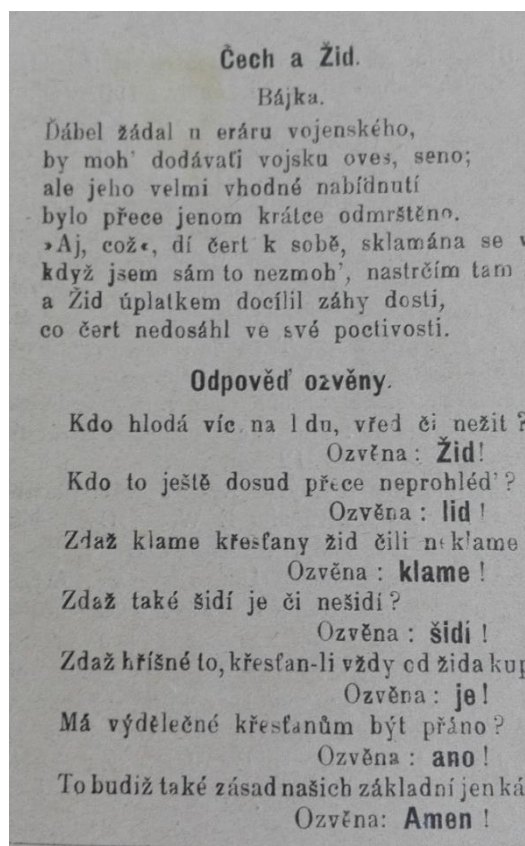 Čech a Žid.
Bájka.
Ďábel žádal u eráru vojenského,
by moh' dodávati vojsku oves, seno;
ale jeho velmi vhodné nabídnutí
bylo přece jenom krátce odmrštěno.
»Aj, což«, dí čert k sobě, sklamána se
když jsem sám to nezmoh', nastrčím tam
a Žid úplatkem docílil záhy dosti,
co čert nedosáhl ve své poctivosti.
Odpověď ozvěny.
Kdo hlodá víc na l du, vřed či nežit ?
Ozvěna : Žid!
Kdo to ještě dosud přece neprohléd' ?
Ozvěna : lid !
Zdaž klame křesťany žid čili neklame
Ozvěna : klame !
Zdaž také šidí je či nešidí ?
Ozvěna : šidí !
Zdaž hříšné to, křesťan-li vždy od žida kup
Ozvěna : je !
Má výdělečné křesťanům být přáno ?
Ozvěna : ano !
To budiž také zásad našich základní jen ká
Ozvěna: Amen !